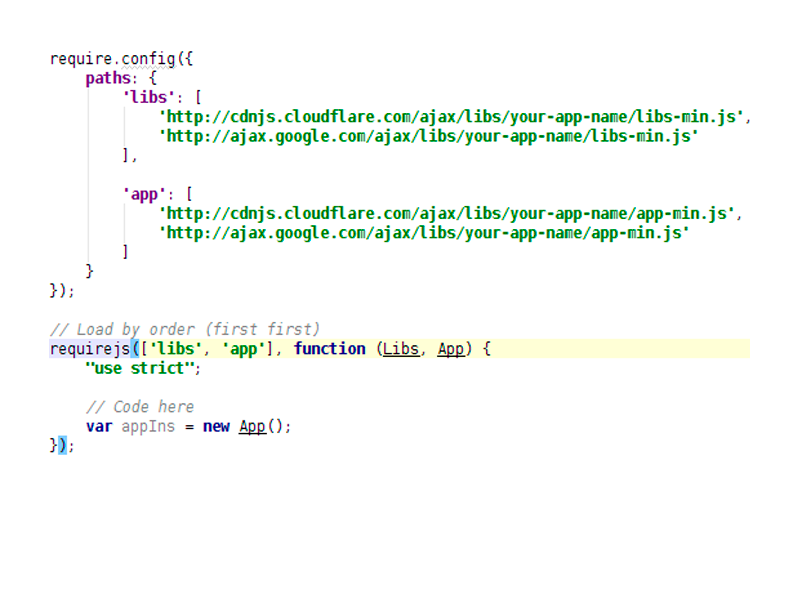 require.config({
    paths: {
        'libs': [
            'http://cdnjs.cloudflare.com/ajax/libs/your-app-name/libs-min.js',
            'http://ajax.google.com/ajax/libs/your-app-name/libs-min.js'
        ],
        'app': [
            'http://cdnjs.cloudflare.com/ajax/libs/your-app-name/app-min.js',
            'http://ajax.google.com/ajax/libs/your-app-name/app-min.js'
        ]
    }
});
// Load by order (first first)
requirejs(['libs', 'app'], function (Libs, App) {
    "use strict";
    // Code here
    var appIns = new App();
});